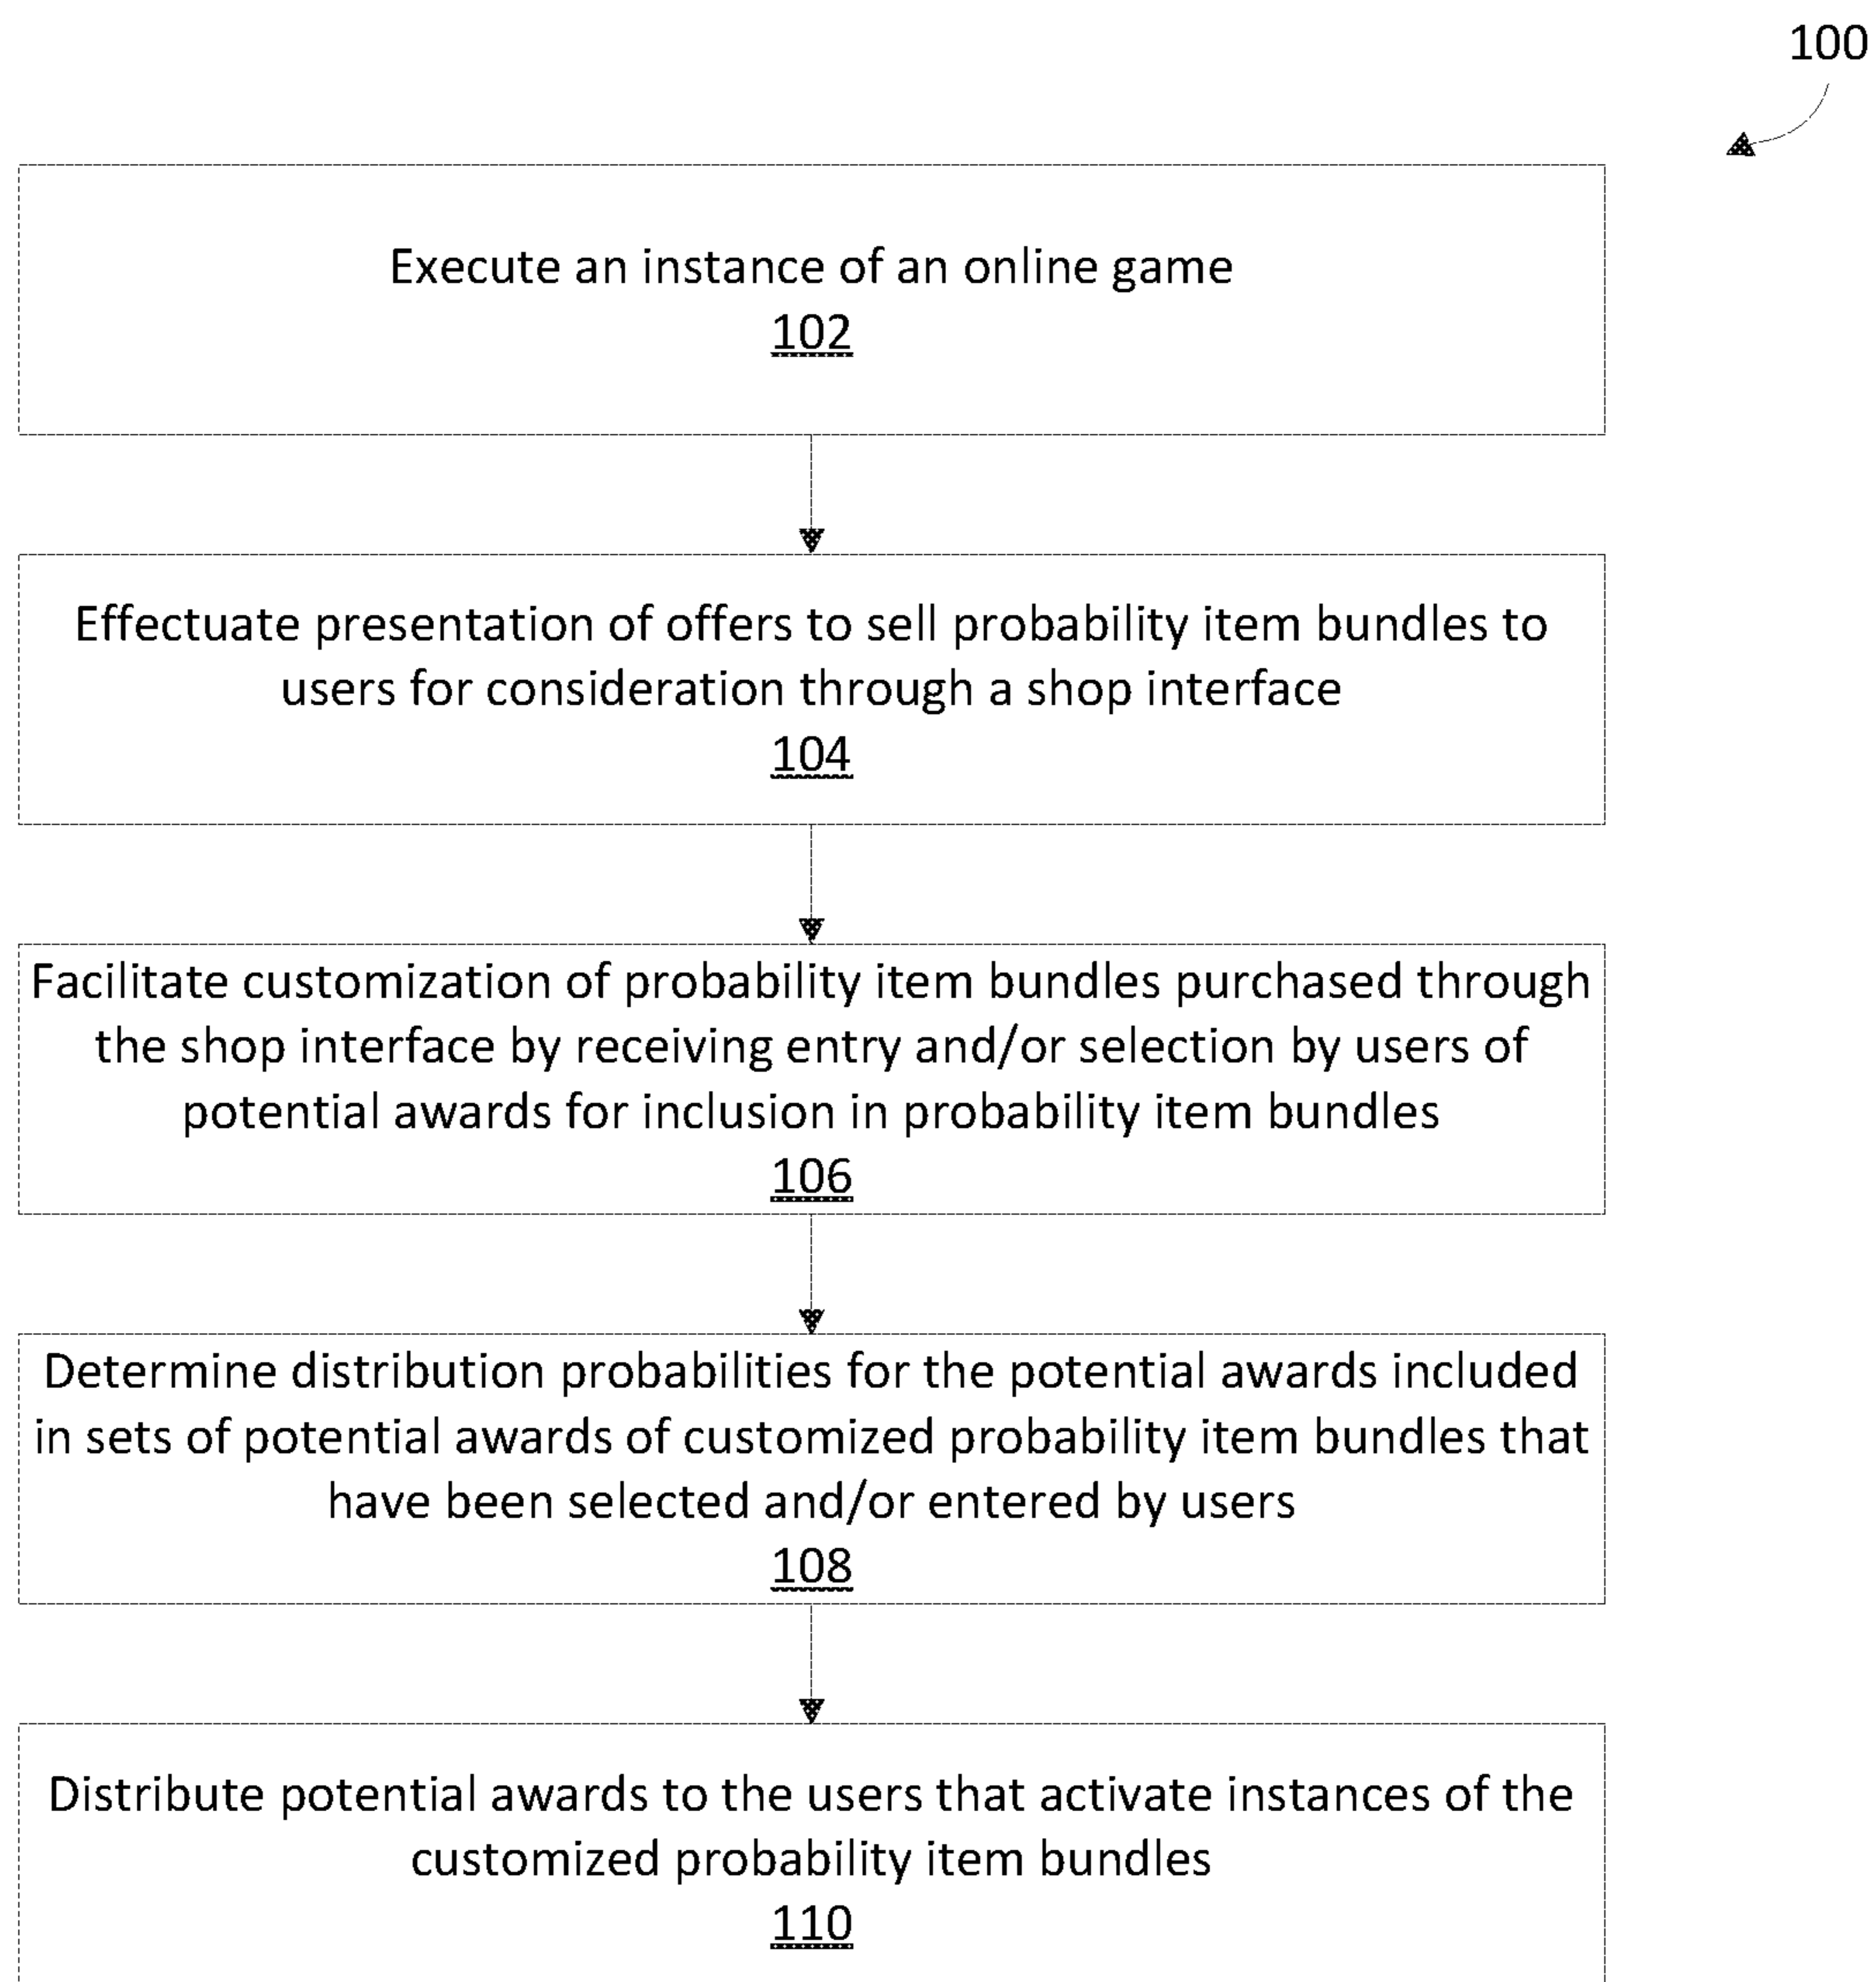 100
Execute an instance of an online game
102
Effectuate presentation of offers to sell probability item bundles to
users for consideration through a shop interface
104
Facilitate customization of probability item bundles purchased through
the shop interface by receiving entry and/or selection by users of
potential awards for inclusion in probability item bundles
106
Determine distribution probabilities for the potential awards included
in sets of potential awards of customized probability item bundles that
have been selected and/or entered by users
108
Distribute potential awards to the users that activate instances of the
customized probability item bundles
110